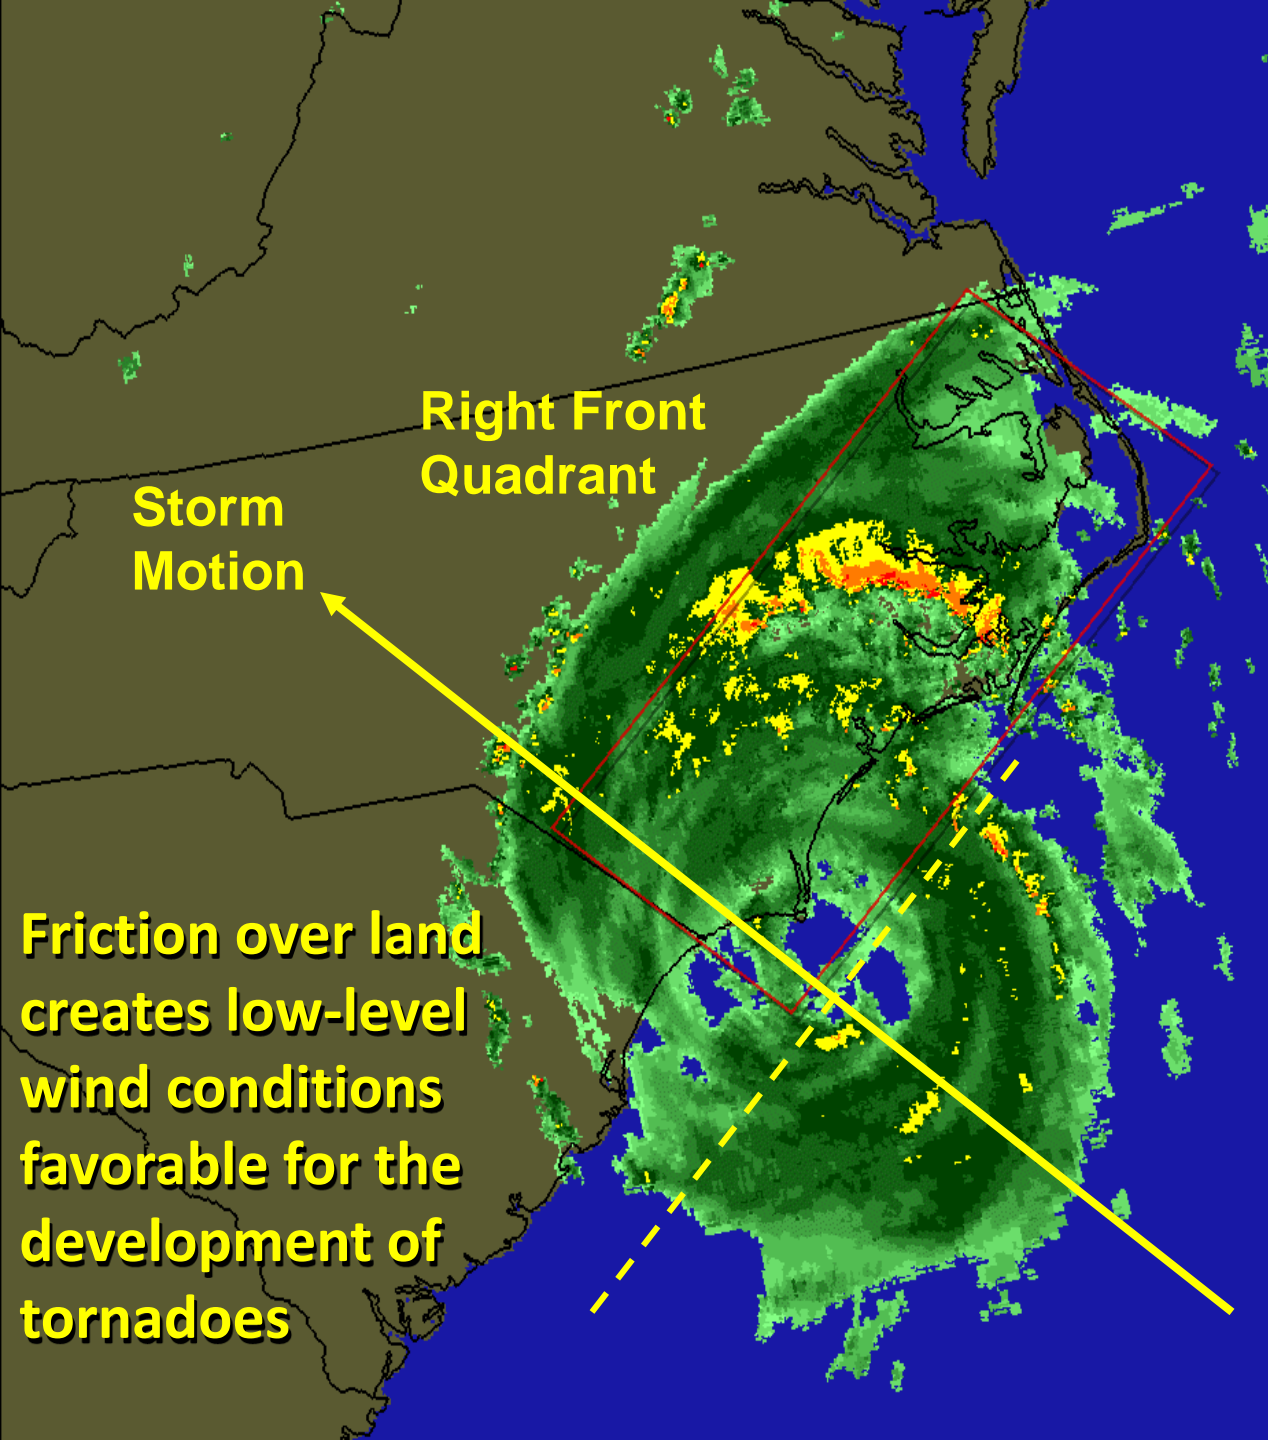 Right Front
Quadrant
Storm
Motion
Friction over land
creates low-level
wind conditions
favorable for the
development of
tornadoes